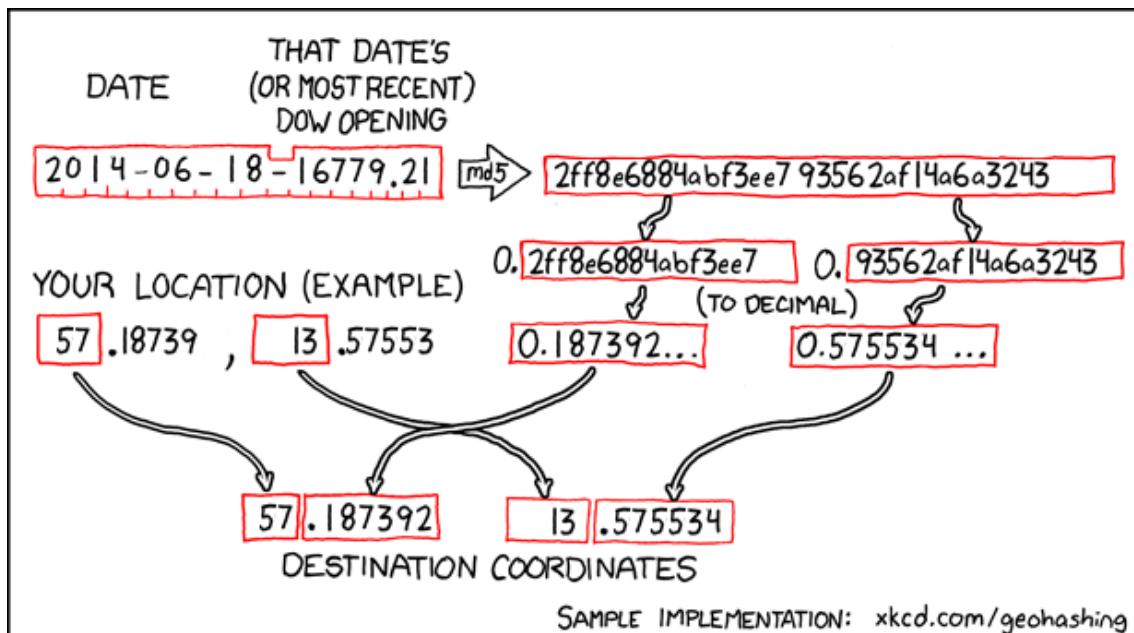 DATE
THAT DATE'S
(OR MOST RECENT)
DOW OPENING
2014-06-18-16779.21
md5
2ff8e6884abf3ee793562af14a6a3243
0.2ff8e6884abf3ee7
0.93562af14a6a3243
YOUR LOCATION (EXAMPLE)
(TO DECIMAL)
57.18739, 13.57553
0.187392...
0.575534...
57.187392
13.575534
DESTINATION COORDINATES
SAMPLE IMPLEMENTATION: xkcd.com/geohashing